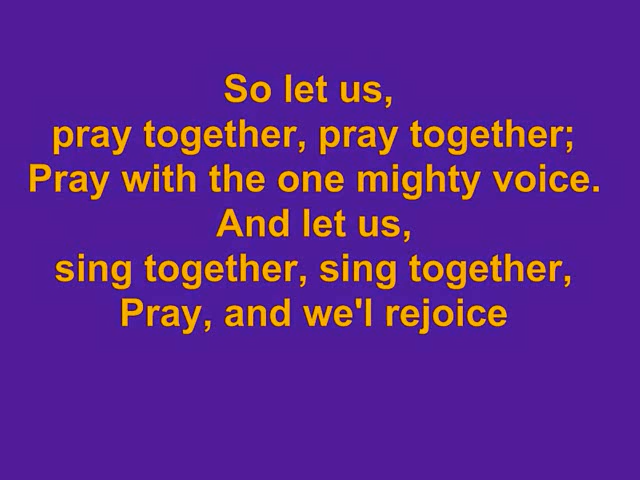 So let us,
pray together, pray together;
Pray with the one mighty voice.
And let us,
sing together, sing together,
Pray, and we'l rejoice